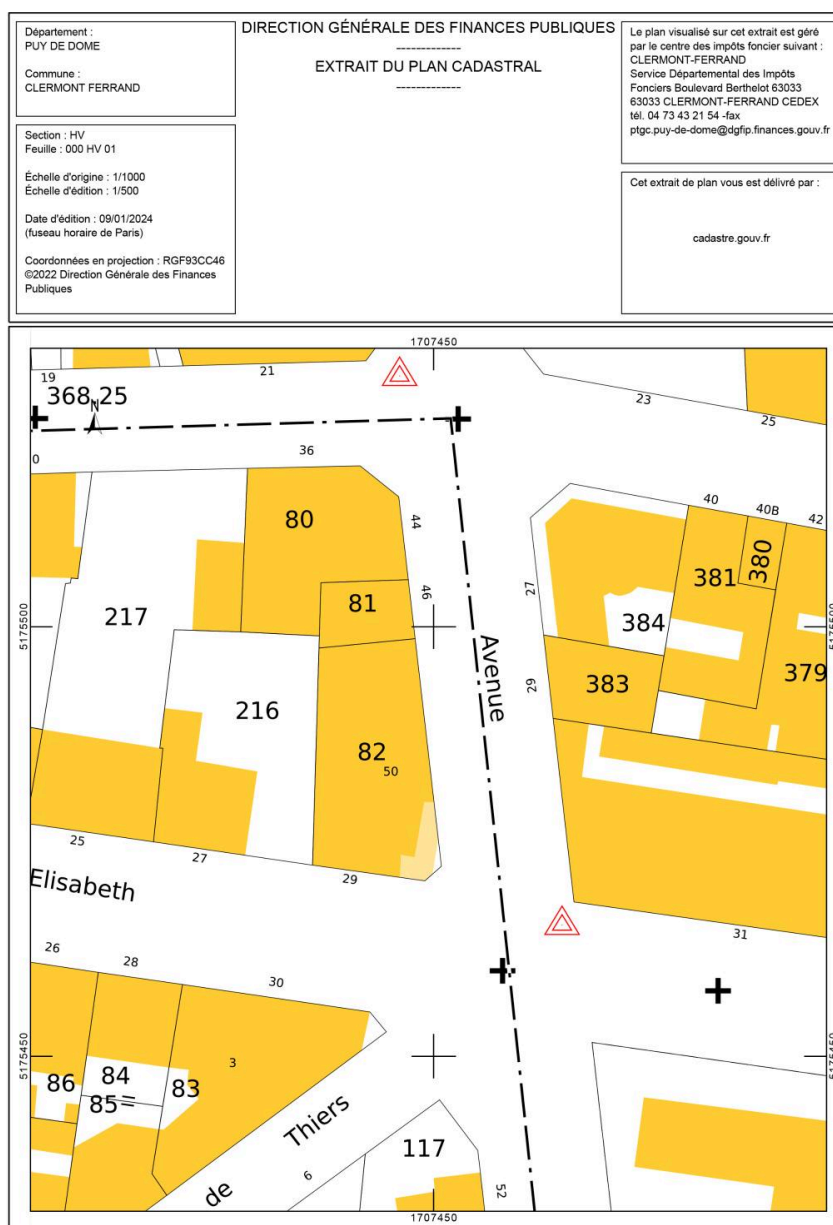 Département :
PUY DE DOME
Commune :
CLERMONT FERRAND
Section : HV
Feuille : 000 HV 01
Échelle d'origine : 1/1000
Échelle d'édition : 1/500
Date d'édition : 09/01/2024
(fuseau horaire de Paris)
Coordonnées en projection : RGF93CC46
©2022 Direction Générale des Finances
Publiques
DIRECTION GÉNÉRALE DES FINANCES PUBLIQUES
-------------
EXTRAIT DU PLAN CADASTRAL
-------------
Le plan visualisé sur cet extrait est géré
par le centre des impôts foncier suivant :
CLERMONT-FERRAND
Service Départemental des Impôts
Fonciers Boulevard Berthelot 63033
63033 CLERMONT-FERRAND CEDEX
tél. 04 73 43 21 54 -fax
ptgc.puy-de-dome@dgfip.finances.gouv.fr
Cet extrait de plan vous est délivré par :
cadastre.gouv.fr
1707450
19
21
368,25
N
23
25
0
36
40
40B
42
80
44
380
381
81
46
27
217
5175500
384
5175500
Avenue
379
383
29
216
82
50
25
27
29
Elisabeth
31
26
28
30
5175450
3
84
86
83
85
5175450
Thiers
117
6
de
52
1707450